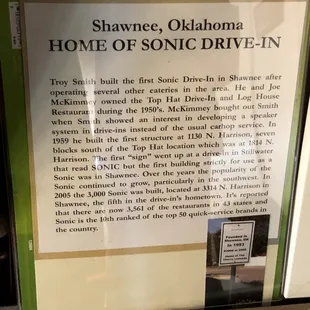 Shawnee, Oklahoma
HOME OF SONIC DRIVE-IN
Troy Smith built the first Sonic Drive-In in Shawnee after
operating several other eateries in the area. He and Joe
McKimmey owned the Top Hat Drive-In and Log House
Restaurant during the 1950's. McKimmey bought out Smith
when Smith showed an interest in developing a speaker
system in drive-ins instead of the usual carhop service. In
1959 he built the first structure at 1130 N. Harrison, seven
blocks south of the Top Hat location which was at 1814 N.
Harrison. The first "sign" went up at a drive-in in Stillwater
that read SONIC but the first building strictly for use as a
Sonic was in Shawnee. Over the years the popularity of the
Sonic continued to grow, particularly in the southwest. In
2005 the 3,000 Sonic was built, located at 3314 N. Harrison in
Shawnee, the fifth in the drive-in's hometown. It's reported
that there are now 3,561 of the restaurants in 43 states and
Sonic is the 10th ranked of the top 50 quick-service brands in
the country.
Founded in
Shawnee, OK
in 1953
Home of